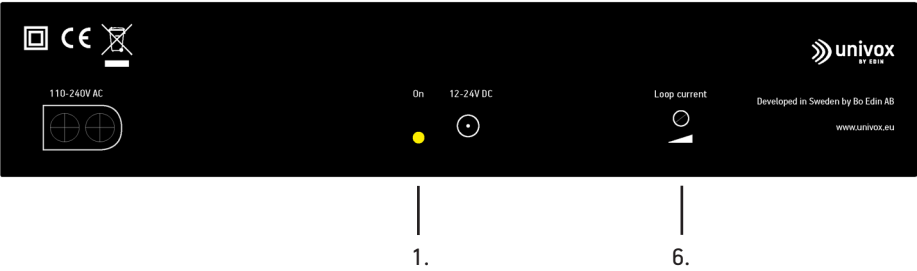 CE
univox
BY EDIN
110-240V AC
On
12-24V DC
Loop current
Developed in Sweden by Bo Edin AB
www.univox.eu
1.
6.